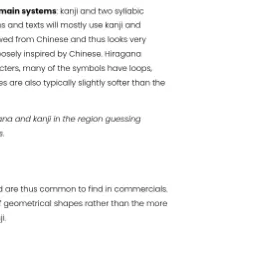 main systems: kanji and two syllabic
s and texts will mostly use kanji and
wed from Chinese and thus looks very
oosely inspired by Chinese. Hiragana
cters, many of the symbols have loops,
es are also typically slightly softer than the
ana and kanji in the region guessing
s.
d are thus common to find in commercials.
f geometrical shapes rather than the more
ji.